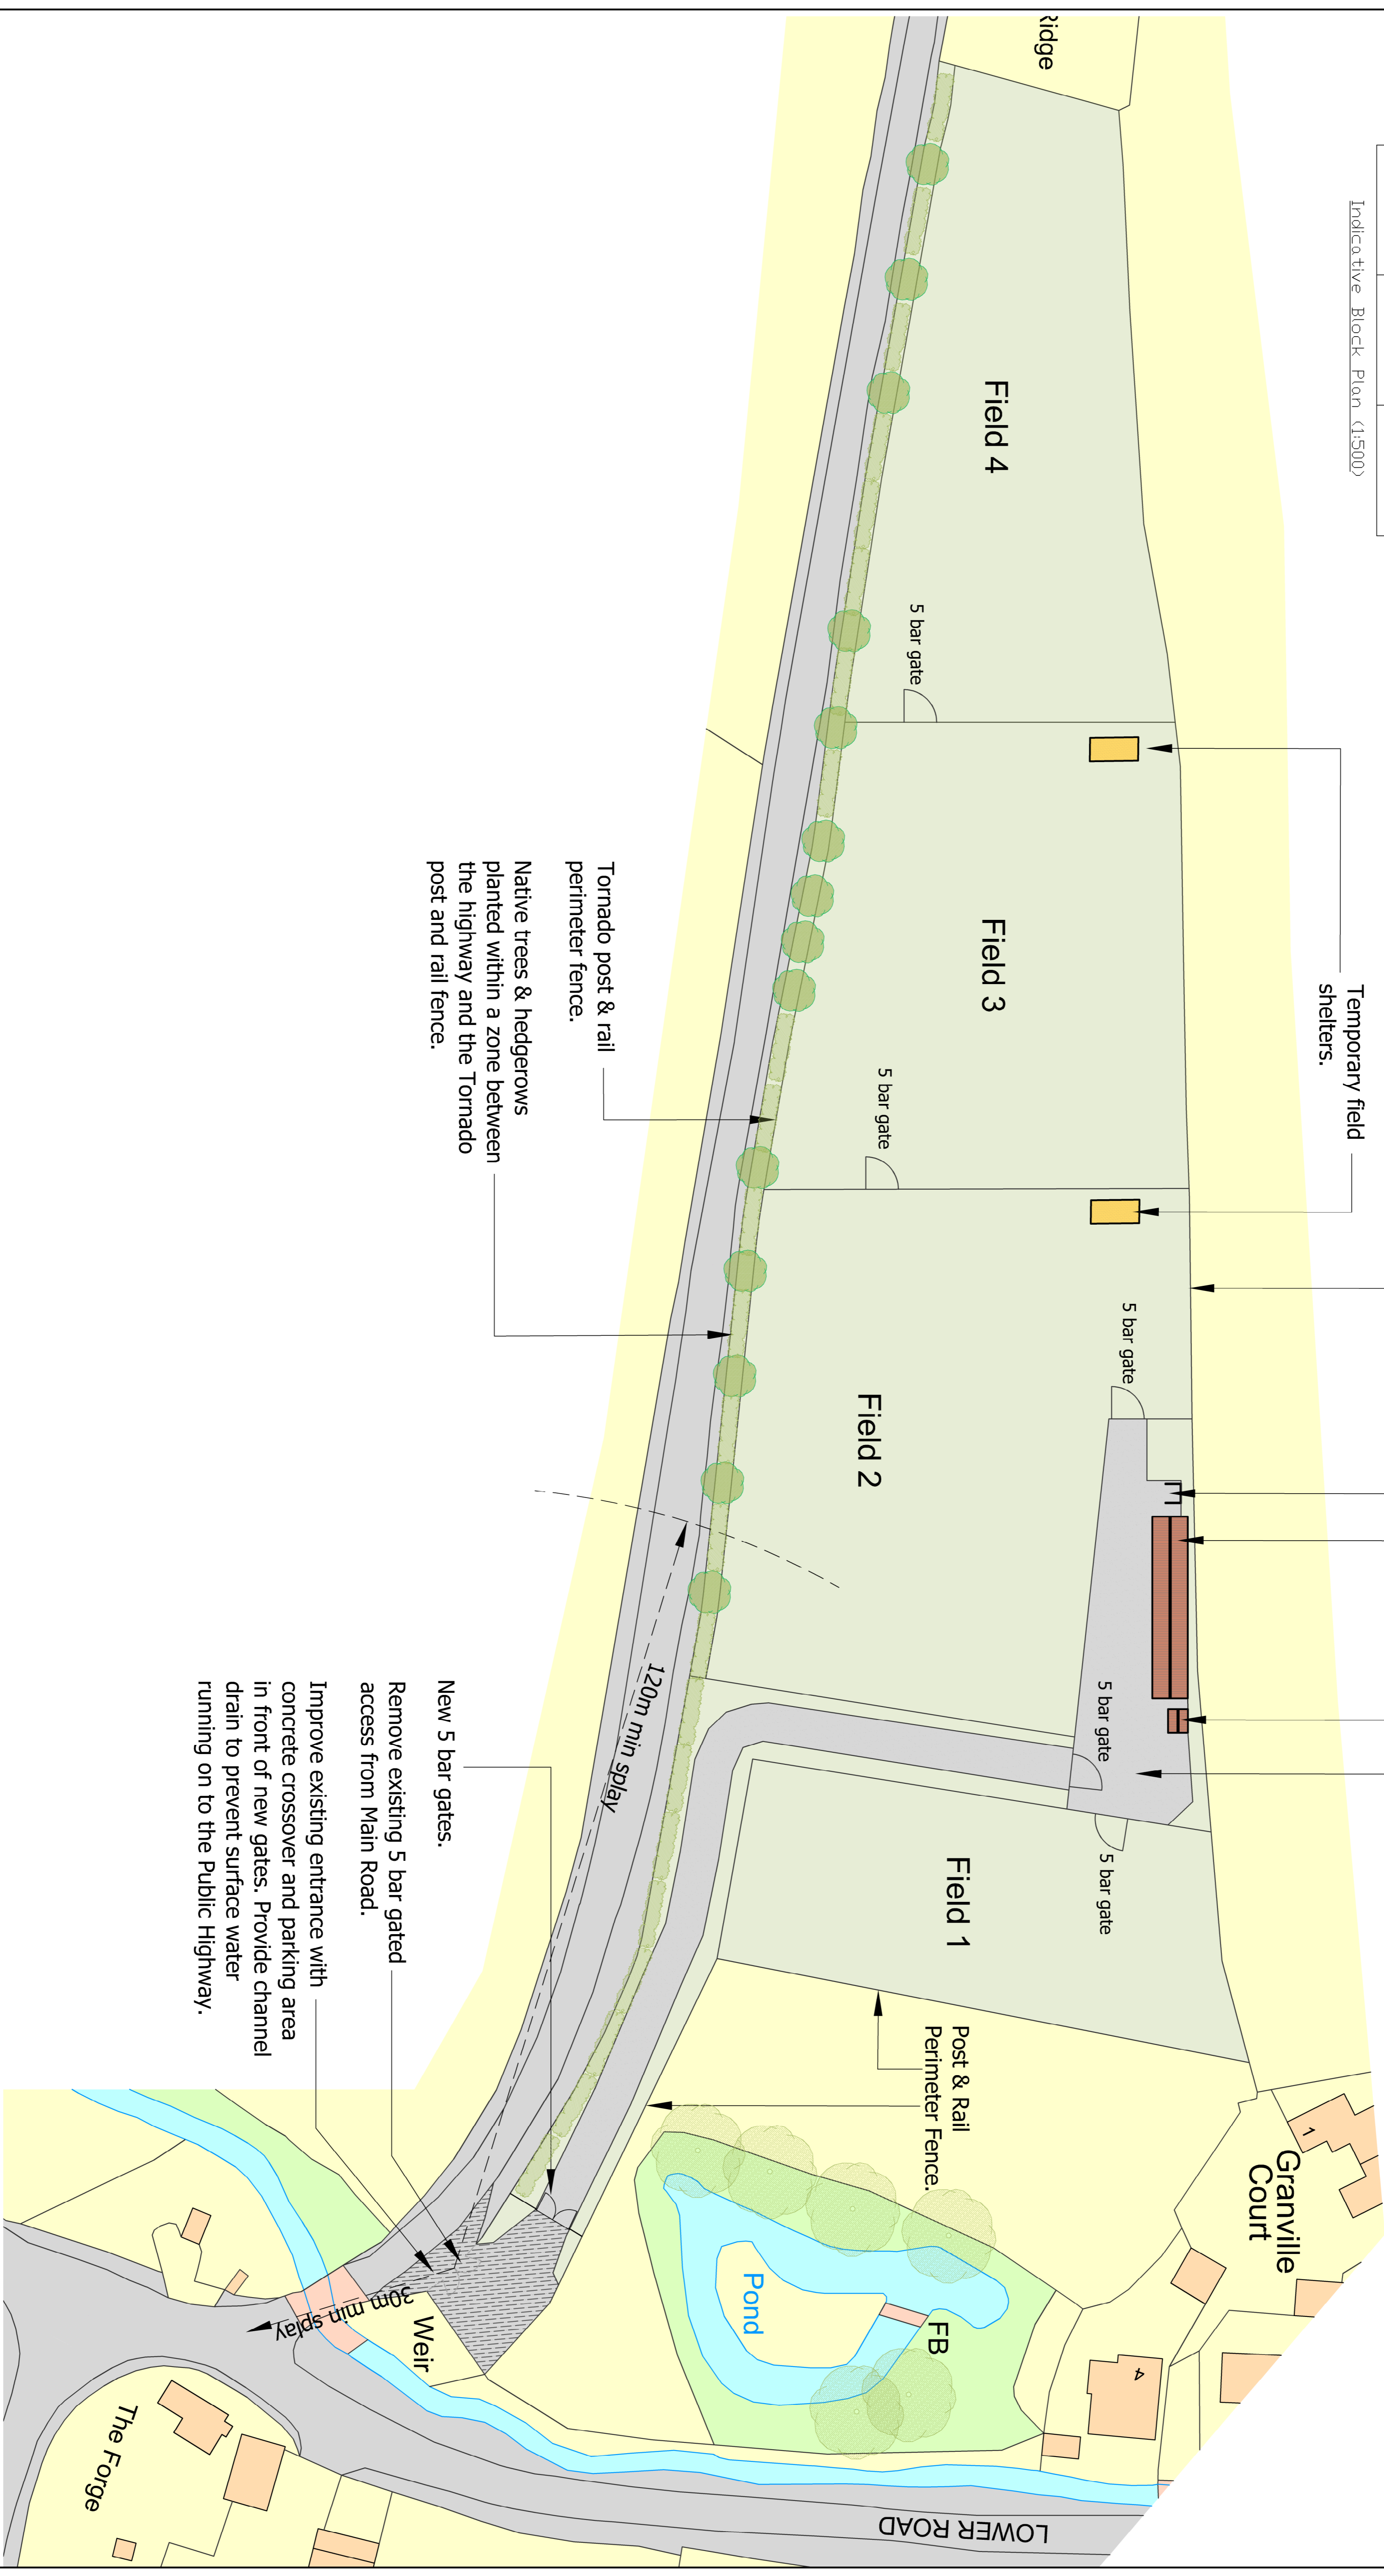 Indicative Block Plan (1:500)
Temporary field
shelters.
Ridge
Field 4
5 bar gate
Field 3
5 bar gate
5 bar gate
Field 2
5 bar gate
5 bar gate
Field 1
Tornado post & rail
perimeter fence.
Native trees & hedgerows
planted within a zone between
the highway and the Tornado
post and rail fence.
120m min splay
New 5 bar gates.
Remove existing 5 bar gated
access from Main Road.
Improve existing entrance with
concrete crossover and parking area
in front of new gates. Provide channel
drain to prevent surface water
running on to the Public Highway.
Post & Rail
Perimeter Fence.
Granville
Court
1
4
Pond
FB
Weir
30m min splay
The Forge
LOWER ROAD